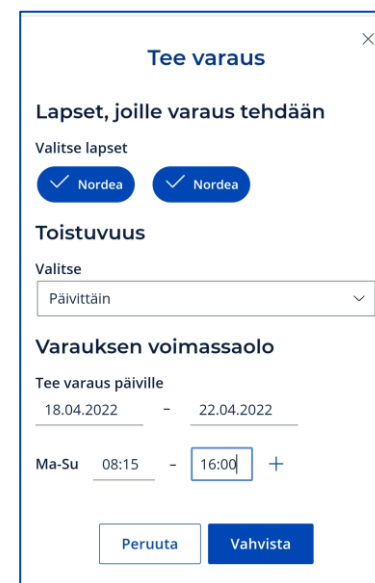 Tee varaus
Lapset, joille varaus tehdään
Valitse lapset
Nordea Nordea
Toistuvuus
Valitse
Päivittäin
Varauksen voimassaolo
Tee varaus päiville
18.04.2022 – 22.04.2022
Ma-Su 08:15 – 16:00 +
Peruuta Vahvista